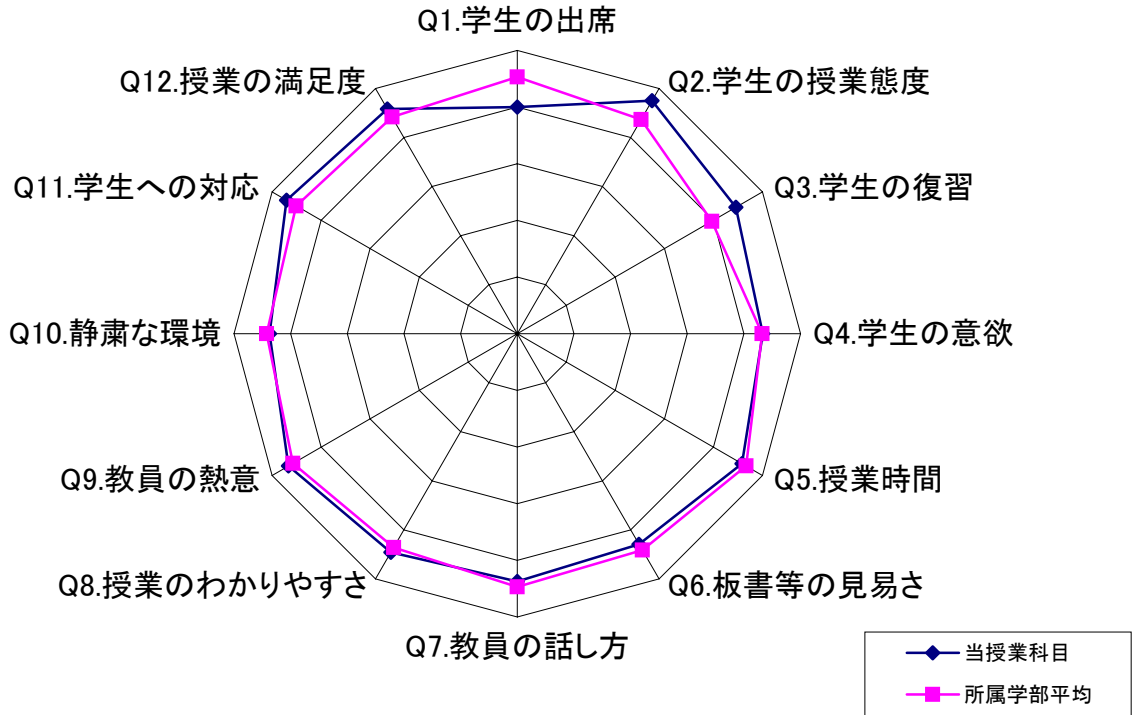 Q1.学生の出席
Q2.学生の授業態度
Q3.学生の復習
Q4.学生の意欲
Q5.授業時間
Q6.板書等の見易さ
Q7.教員の話し方
Q8.授業のわかりやすさ
Q9.教員の熱意
Q10.静粛な環境
Q11.学生への対応
Q12.授業の満足度
当授業科目
所属学部平均